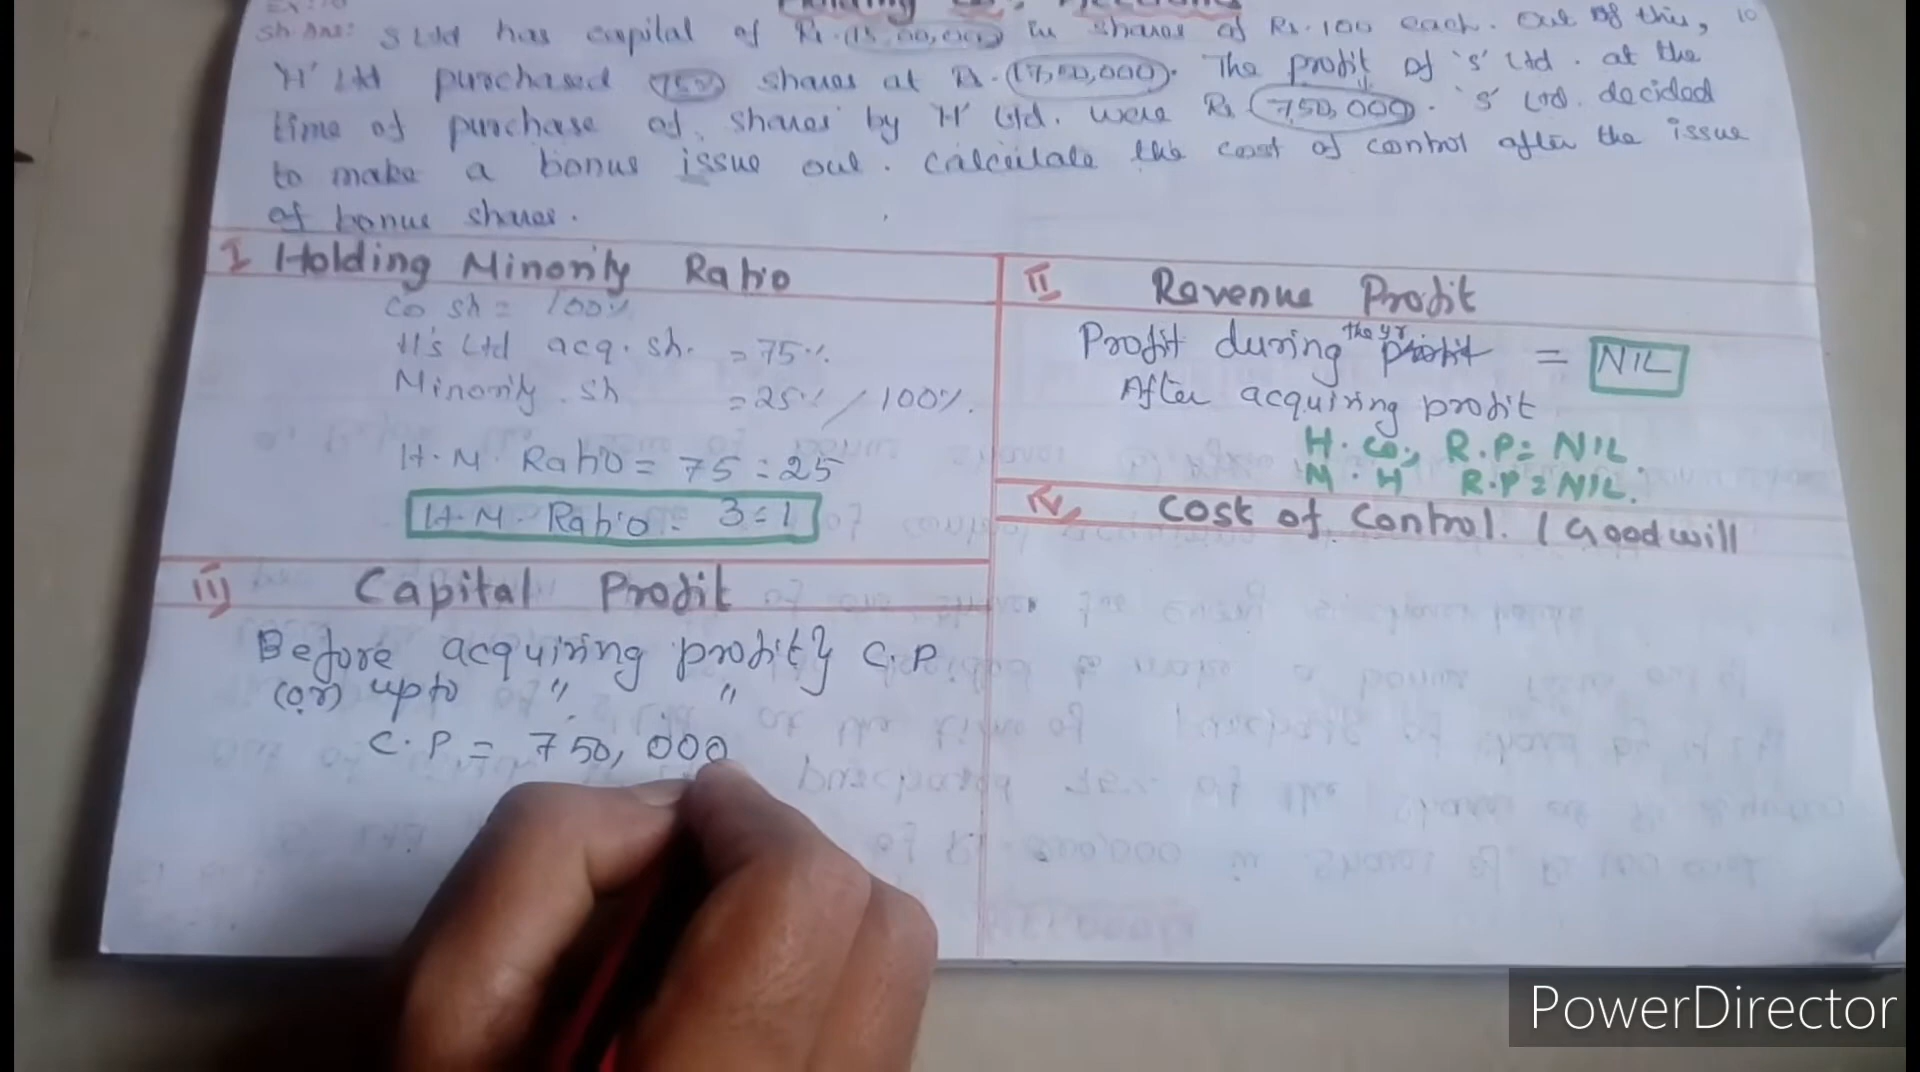 Sh. Ans: S Ltd has capital of Rs. (15,00,000) in shares of Rs. 100 each. Out of this, 10
'H' Ltd purchased 75% shares at Rs. (17,50,000). The profit of 'S' Ltd. at the
time of purchase of shares by 'H' Ltd. were Rs (750,000). 'S' Ltd. decided
to make a bonus issue out. Calculate the cost of control after the issue
of bonus shares.
I Holding Minority Ratio
Co sh = 100%
H's Ltd acq. sh. = 75%
Minority. sh = 25% / 100%.
H.M. Ratio = 75 : 25
H.M. Ratio = 3:1
II Revenue Profit
Profit during the yr = NIL
After acquiring profit
H. Co; R.P = NIL.
M. H R.P = NIL.
III Capital Profit
Before acquiring profit} C.P
(or) upto " "
C.P = 750,000
IV, Cost of Control. / Goodwill
PowerDirector